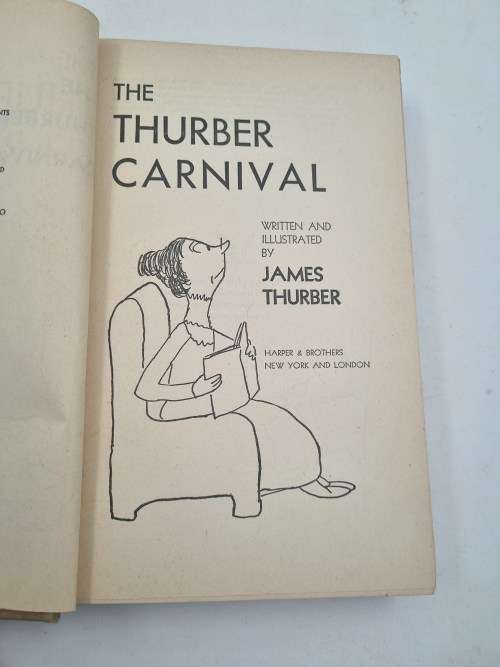 THE
THURBER
CARNIVAL
WRITTEN AND
ILLUSTRATED
BY
JAMES
THURBER
HARPER & BROTHERS
NEW YORK AND LONDON